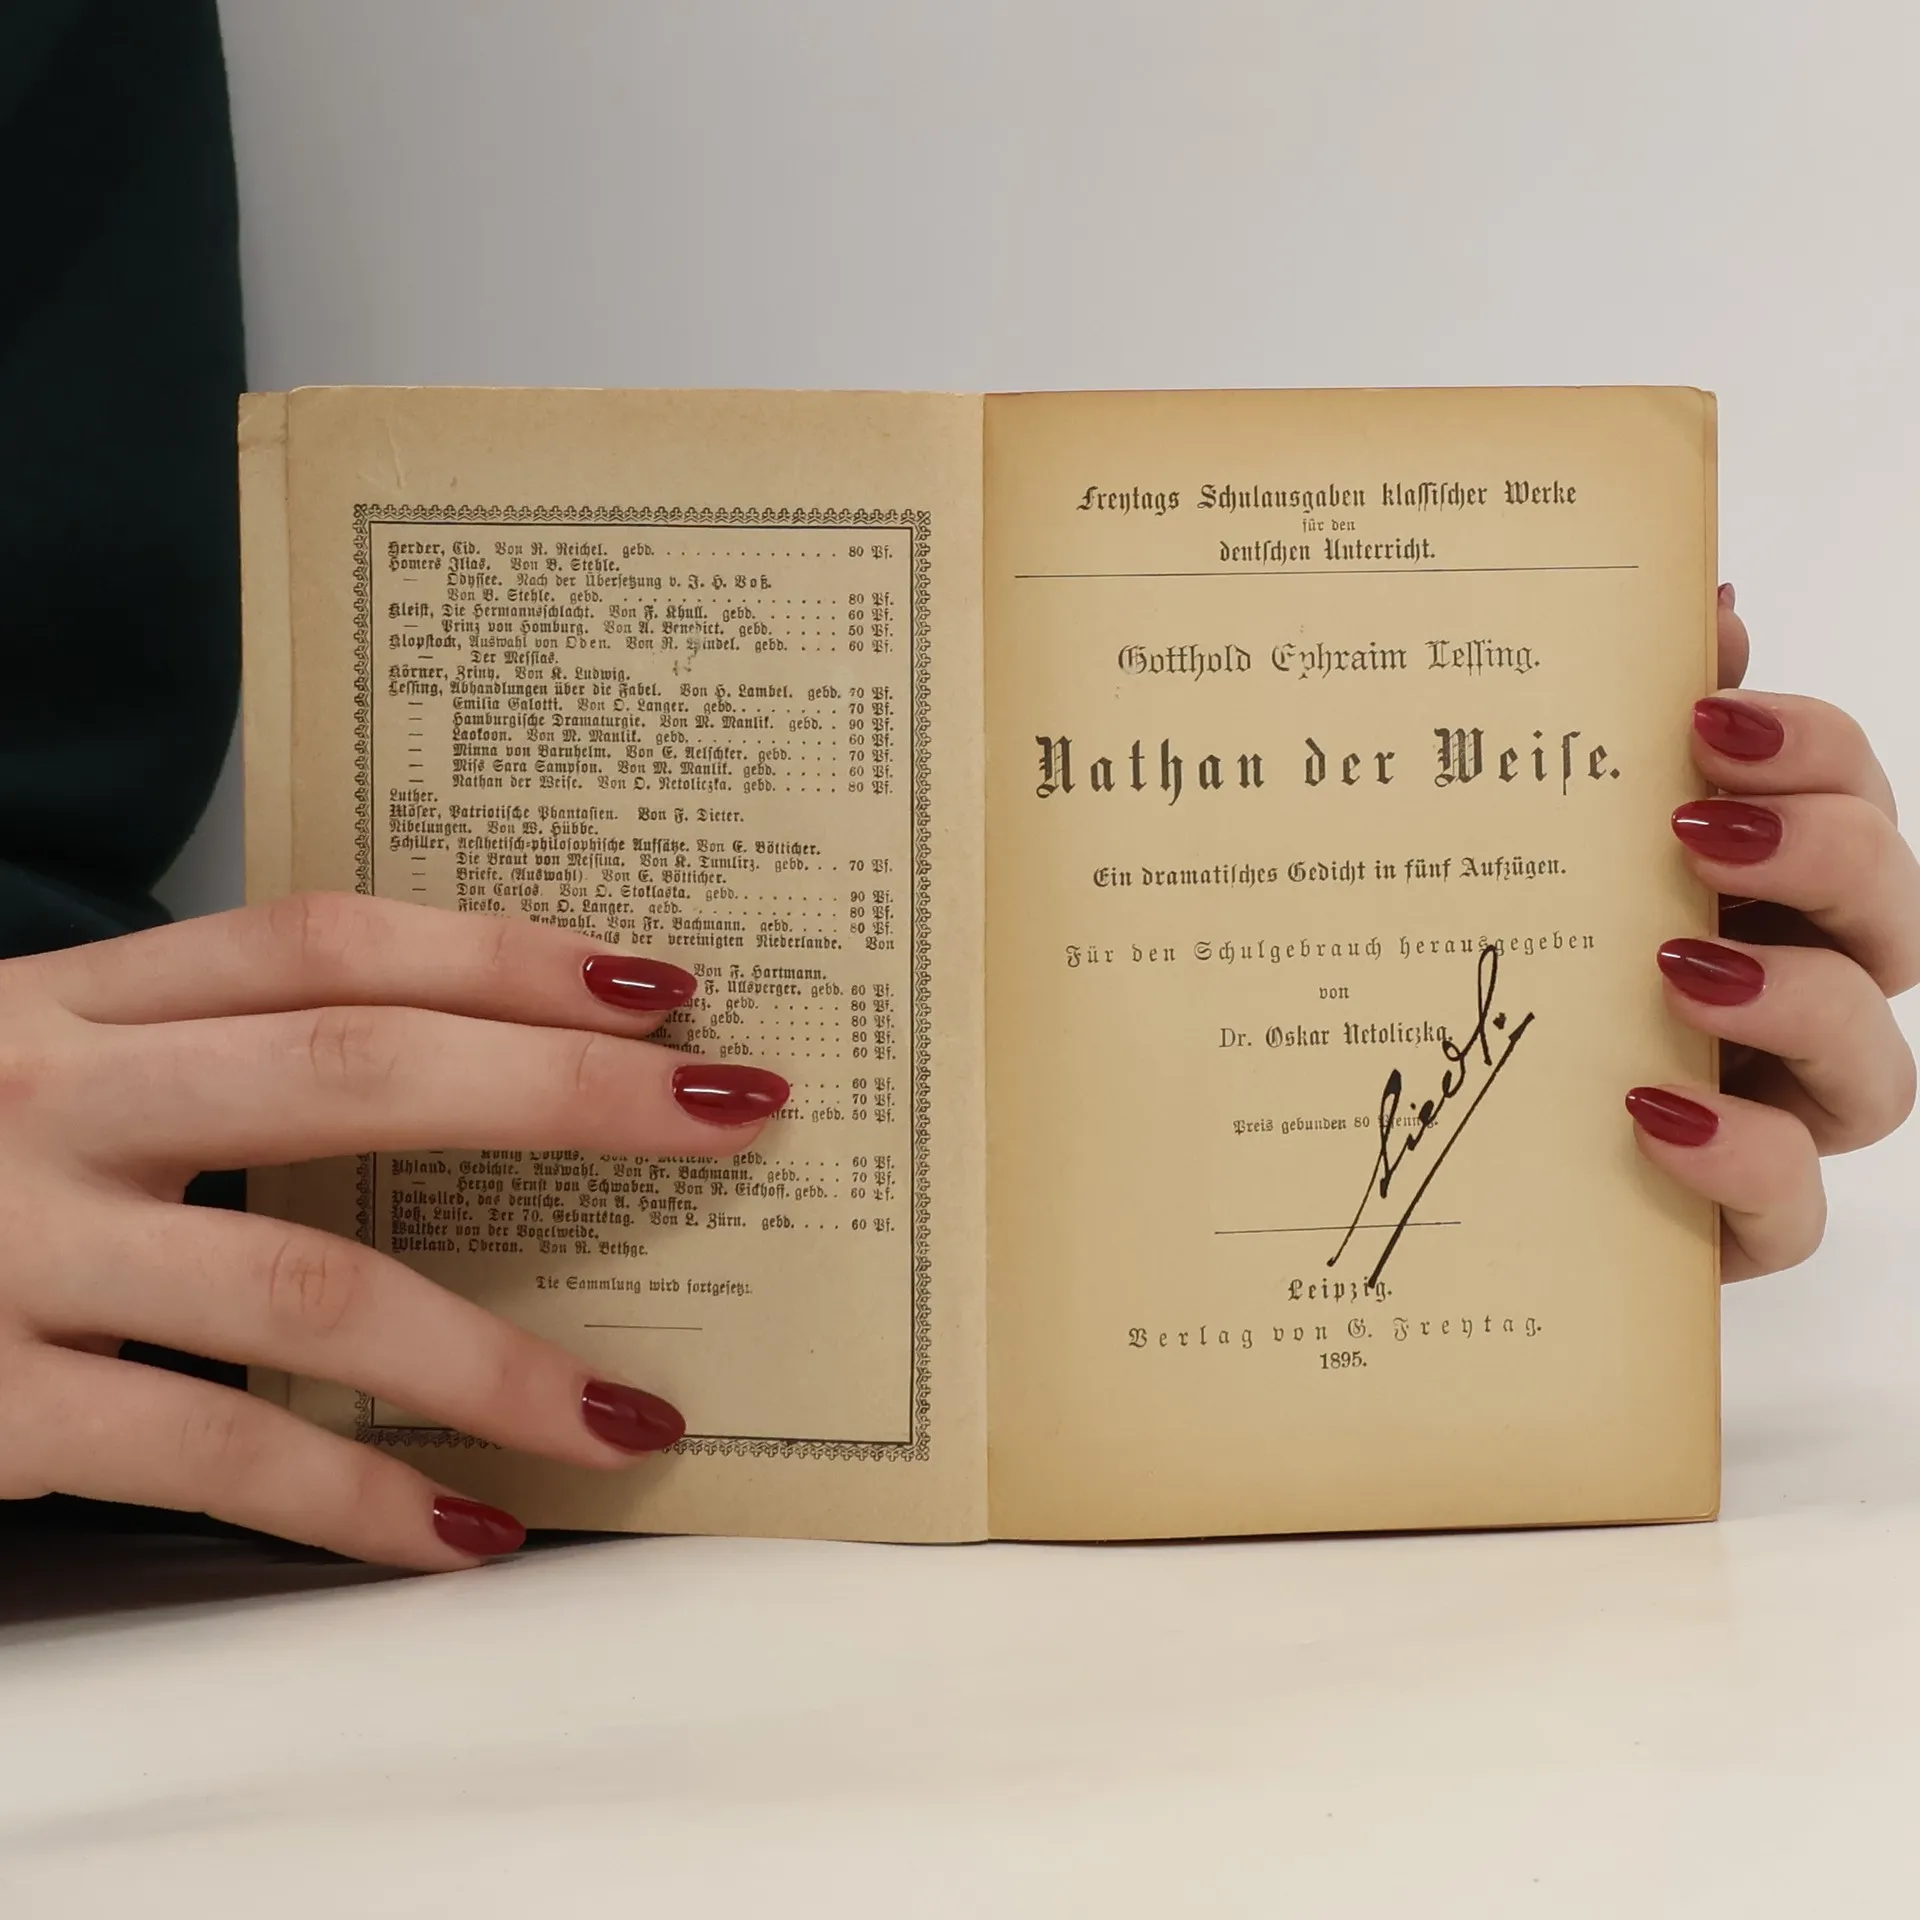 Herder, Cid. Von R. Reichel. gebd. . . . . . . . . . . . . 80 Pf.
Homers Ilias. Von B. Stehle.
— Odyssee. Nach der Übersetzung v. J. H. Voß.
Von B. Stehle. gebd. . . . . . . . . . . . . . . . . 80 Pf.
Kleist, Die Hermannsschlacht. Von F. Khull. gebd. . . . . . 60 Pf.
— Prinz von Homburg. Von A. Benedict. gebd. . . . . . 50 Pf.
Klopstock, Auswahl von Oden. Von R. Windel. gebd. . . . 60 Pf.
— Der Messias.
Körner, Zriny. Von K. Ludwig.
Lessing, Abhandlungen über die Fabel. Von H. Lambel. gebd. 70 Pf.
— Emilia Galotti. Von O. Langer. gebd. . . . . . . . 70 Pf.
— Hamburgische Dramaturgie. Von M. Manlik. gebd. . 90 Pf.
— Laokoon. Von M. Manlik. gebd. . . . . . . . . . . 60 Pf.
— Minna von Barnhelm. Von E. Aelschker. gebd. . . . . 70 Pf.
— Miß Sara Sampson. Von M. Manlik. gebd. . . . . . 60 Pf.
— Nathan der Weise. Von O. Netoliczka. gebd. . . . . . 80 Pf.
Luther.
Möser, Patriotische Phantasien. Von F. Dieter.
Nibelungen. Von W. Hübbe.
Schiller, Aesthetisch-philosophische Aufsätze. Von E. Bötticher.
— Die Braut von Messina. Von K. Tumlirz. gebd. . . 70 Pf.
— Briefe. (Auswahl). Von E. Bötticher.
— Don Carlos. Von O. Stoklaska. gebd. . . . . . . . 90 Pf.
— Fiesko. Von O. Langer. gebd. . . . . . . . . . . 80 Pf.
Auswahl. Von Fr. Bachmann. gebd. . . . 80 Pf.
der vereinigten Niederlande. Von
Von F. Hartmann.
F. Ullsperger. gebd. 60 Pf.
gebd. . . . . . . 80 Pf.
gebd. . . . . . . . 80 Pf.
gebd. . . . . . . . 80 Pf.
gebd. . . . . . . . 60 Pf.
. . . . 60 Pf.
. . . . 70 Pf.
gebd. 50 Pf.
— König gebd. . . . . . . 60 Pf.
Uhland, Gedichte. Auswahl. Von Fr. Bachmann. gebd. . . . 70 Pf.
— Herzog Ernst von Schwaben. Von R. Eickhoff. gebd. . 60 Pf.
Volkslied, das deutsche. Von A. Hauffen.
Voß, Luise. Der 70. Geburtstag. Von L. Zürn. gebd. . . . . 60 Pf.
Walther von der Vogelweide.
Wieland, Oberon. Von R. Bethge.
Die Sammlung wird fortgesetzt.
Freytags Schulausgaben klassischer Werke
für den
deutschen Unterricht.
Gotthold Ephraim Lessing.
Nathan der Weise.
Ein dramatisches Gedicht in fünf Aufzügen.
Für den Schulgebrauch herausgegeben
von
Dr. Oskar Netoliczka.
Preis gebunden 80 Pfennig.
Leipzig.
Verlag von G. Freytag.
1895.